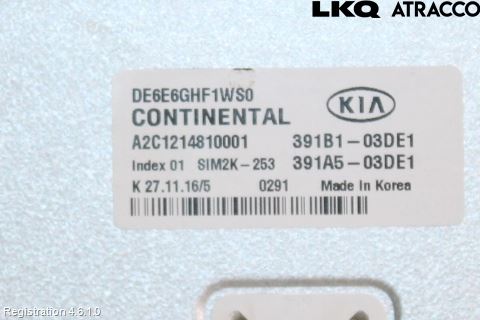 LKQ ATRACCO
DE6E6GHF1WS0
CONTINENTAL
KIA
A2C1214810001 391B1-03DE1
Index 01 SIM2K-253 391A5-03DE1
K 27.11.16/5 0291 Made In Korea
Registration 4.6.1.0